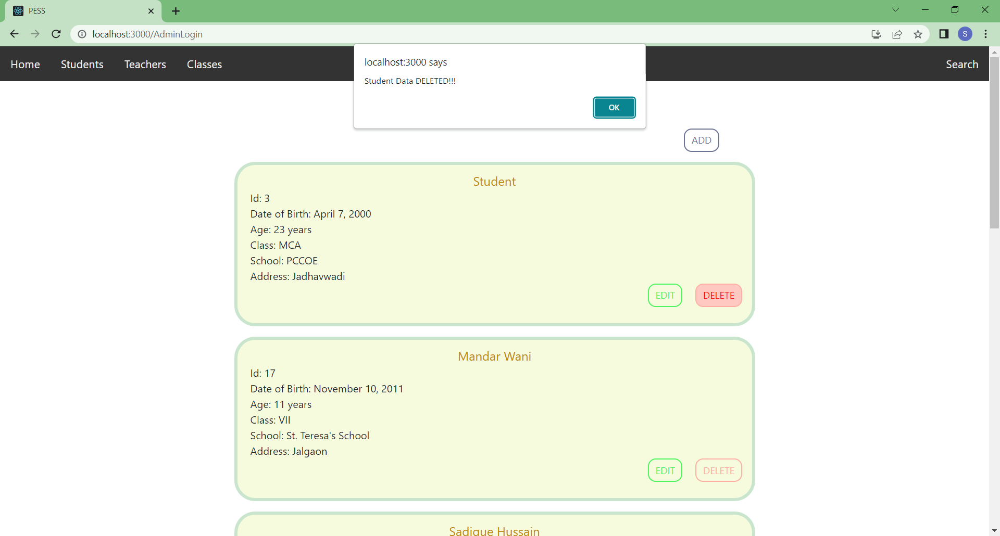 PESS
localhost:3000/AdminLogin
S
Home Students Teachers Classes Search
localhost:3000 says
Student Data DELETED!!!
OK
ADD
Student
Id: 3
Date of Birth: April 7, 2000
Age: 23 years
Class: MCA
School: PCCOE
Address: Jadhavwadi
EDIT DELETE
Mandar Wani
Id: 17
Date of Birth: November 10, 2011
Age: 11 years
Class: VII
School: St. Teresa's School
Address: Jalgaon
EDIT DELETE
Sadique Hussain